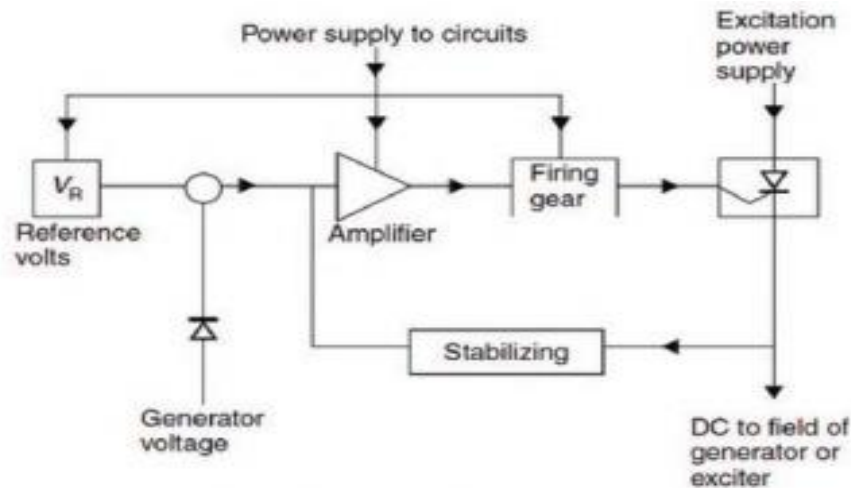 Power supply to circuits
Excitation
power
supply
VR
Reference
volts
Amplifier
Firing
gear
Stabilizing
Generator
voltage
DC to field of
generator or
exciter